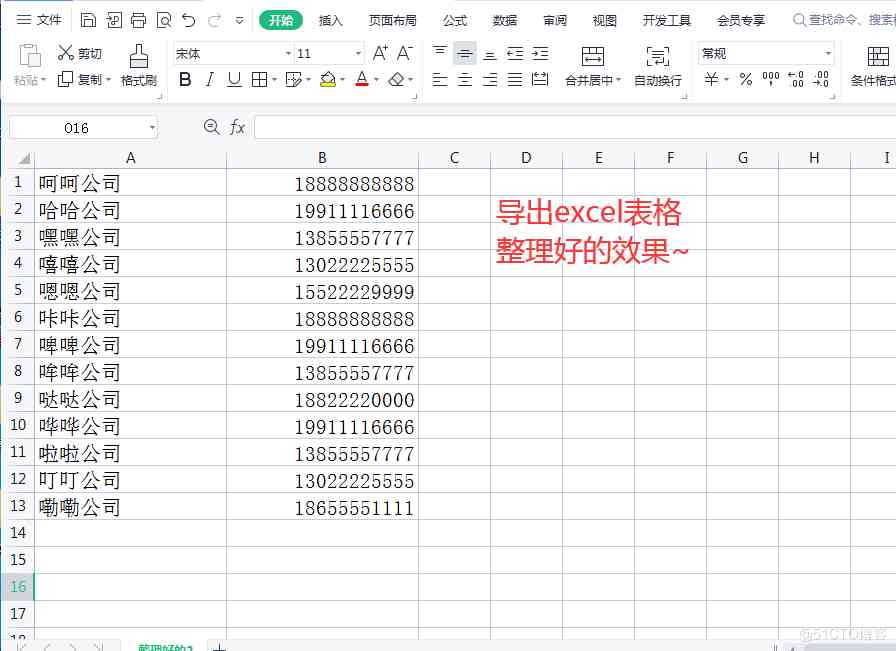 文件 开始 插入 页面布局 公式 数据 审阅 视图 开发工具 会员专享 查找命令、搜索
剪切 宋体 11 A⁺ A⁻ 常规
粘贴 复制 格式刷 B I U A 合并居中 自动换行 ¥ % 000 条件格式
O16 fx
A B C D E F G H I
1 呵呵公司 18888888888
2 哈哈公司 19911116666
3 嘿嘿公司 13855557777
4 嘻嘻公司 13022225555
5 嗯嗯公司 15522229999
6 咔咔公司 18888888888
7 啤啤公司 19911116666
8 哞哞公司 13855557777
9 哒哒公司 18822220000
10 哗哗公司 19911116666
11 啦啦公司 13855557777
12 叮叮公司 13022225555
13 嘞嘞公司 18655551111
14
15
16
17
18
导出excel表格
整理好的效果~
整理好的2
@51CTO博客